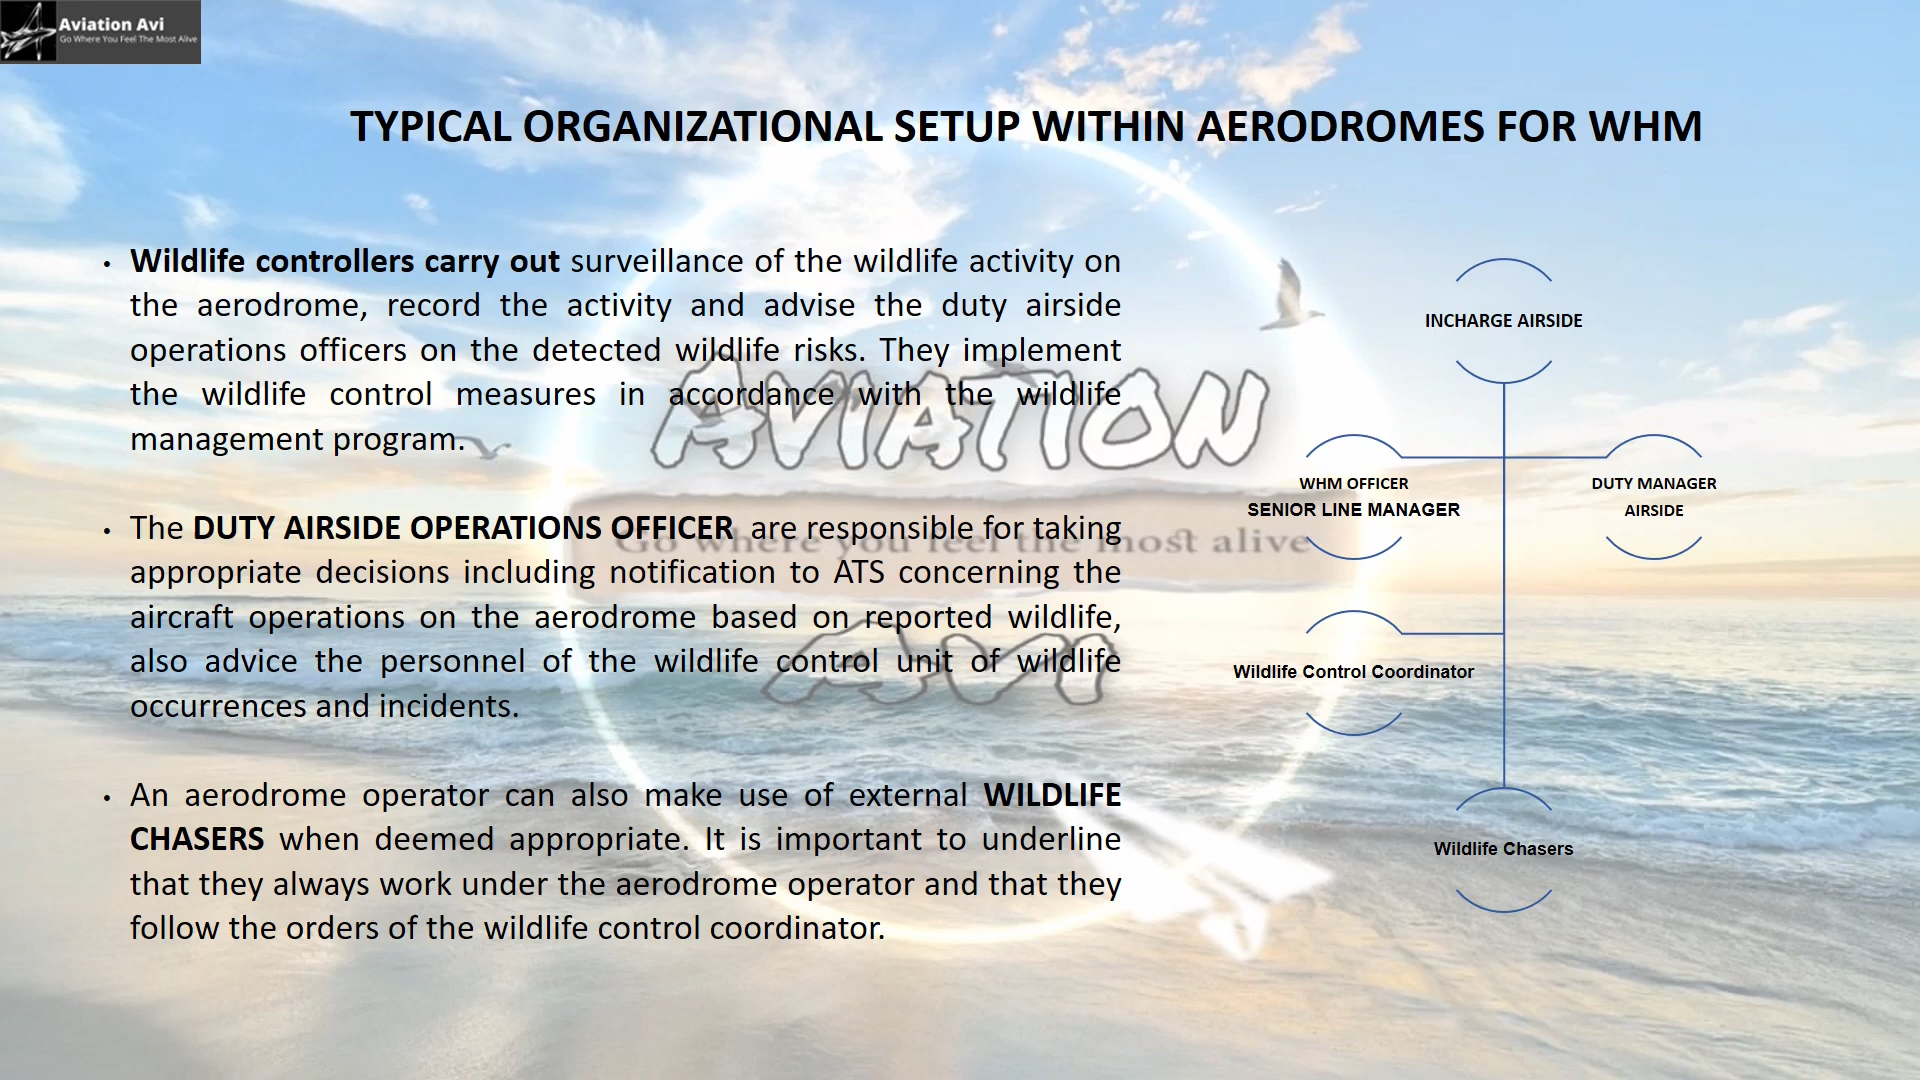 Aviation Avi
Go Where You Feel The Most Alive
TYPICAL ORGANIZATIONAL SETUP WITHIN AERODROMES FOR WHM
• Wildlife controllers carry out surveillance of the wildlife activity on
the aerodrome, record the activity and advise the duty airside
operations officers on the detected wildlife risks. They implement
the wildlife control measures in accordance with the wildlife
management program.
• The DUTY AIRSIDE OPERATIONS OFFICER are responsible for taking
appropriate decisions including notification to ATS concerning the
aircraft operations on the aerodrome based on reported wildlife,
also advice the personnel of the wildlife control unit of wildlife
occurrences and incidents.
• An aerodrome operator can also make use of external WILDLIFE
CHASERS when deemed appropriate. It is important to underline
that they always work under the aerodrome operator and that they
follow the orders of the wildlife control coordinator.
INCHARGE AIRSIDE
WHM OFFICER
SENIOR LINE MANAGER
DUTY MANAGER
AIRSIDE
Wildlife Control Coordinator
Wildlife Chasers
AVIATION
Go where you feel the most alive
AVI